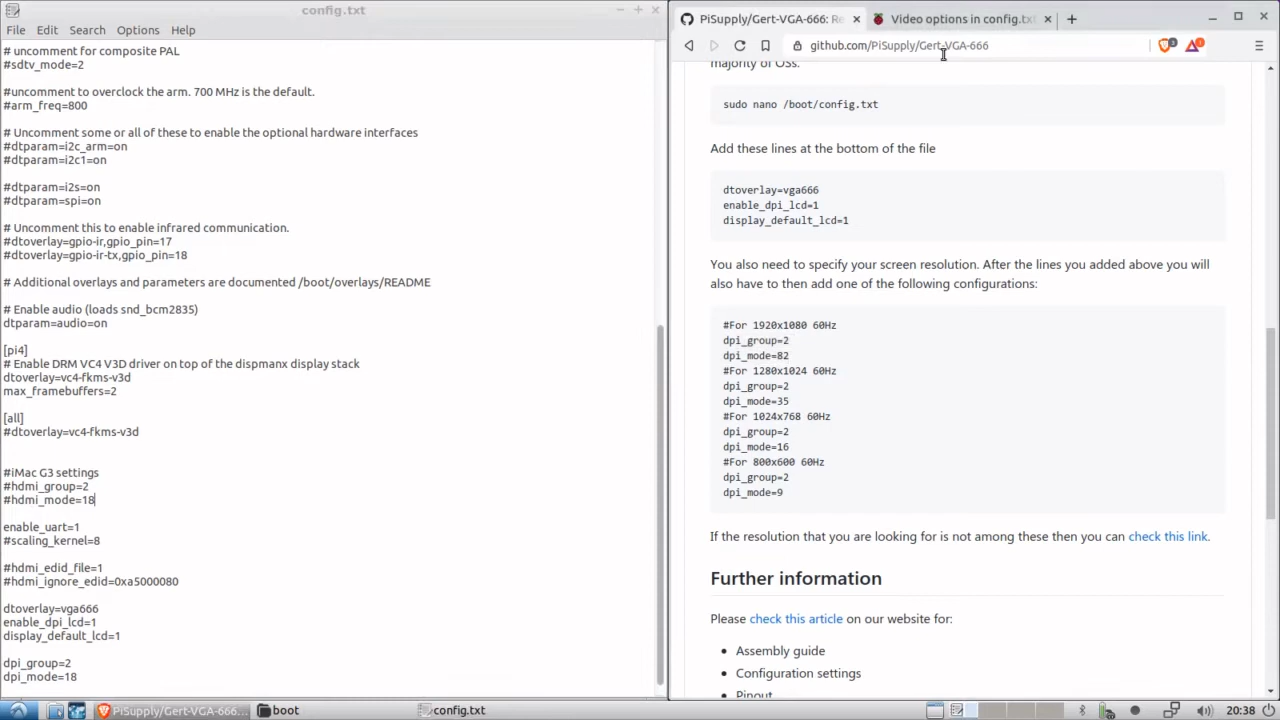 config.txt
File Edit Search Options Help
# uncomment for composite PAL
#sdtv_mode=2
#uncomment to overclock the arm. 700 MHz is the default.
#arm_freq=800
# Uncomment some or all of these to enable the optional hardware interfaces
#dtparam=i2c_arm=on
#dtparam=i2c1=on
#dtparam=i2s=on
#dtparam=spi=on
# Uncomment this to enable infrared communication.
#dtoverlay=gpio-ir,gpio_pin=17
#dtoverlay=gpio-ir-tx,gpio_pin=18
# Additional overlays and parameters are documented /boot/overlays/README
# Enable audio (loads snd_bcm2835)
dtparam=audio=on
[pi4]
# Enable DRM VC4 V3D driver on top of the dispmanx display stack
dtoverlay=vc4-fkms-v3d
max_framebuffers=2
[all]
#dtoverlay=vc4-fkms-v3d
#iMac G3 settings
#hdmi_group=2
#hdmi_mode=18
enable_uart=1
#scaling_kernel=8
#hdmi_edid_file=1
#hdmi_ignore_edid=0xa5000080
dtoverlay=vga666
enable_dpi_lcd=1
display_default_lcd=1
dpi_group=2
dpi_mode=18
PiSupply/Gert-VGA-666: Re
Video options in config.txt
github.com/PiSupply/Gert-VGA-666
3
1
majority of OSs.
sudo nano /boot/config.txt
Add these lines at the bottom of the file
dtoverlay=vga666
enable_dpi_lcd=1
display_default_lcd=1
You also need to specify your screen resolution. After the lines you added above you will
also have to then add one of the following configurations:
#For 1920x1080 60Hz
dpi_group=2
dpi_mode=82
#For 1280x1024 60Hz
dpi_group=2
dpi_mode=35
#For 1024x768 60Hz
dpi_group=2
dpi_mode=16
#For 800x600 60Hz
dpi_group=2
dpi_mode=9
If the resolution that you are looking for is not among these then you can check this link.
Further information
Please check this article on our website for:
• Assembly guide
• Configuration settings
• Pinout
PiSupply/Gert-VGA-666...
boot
config.txt
20:38